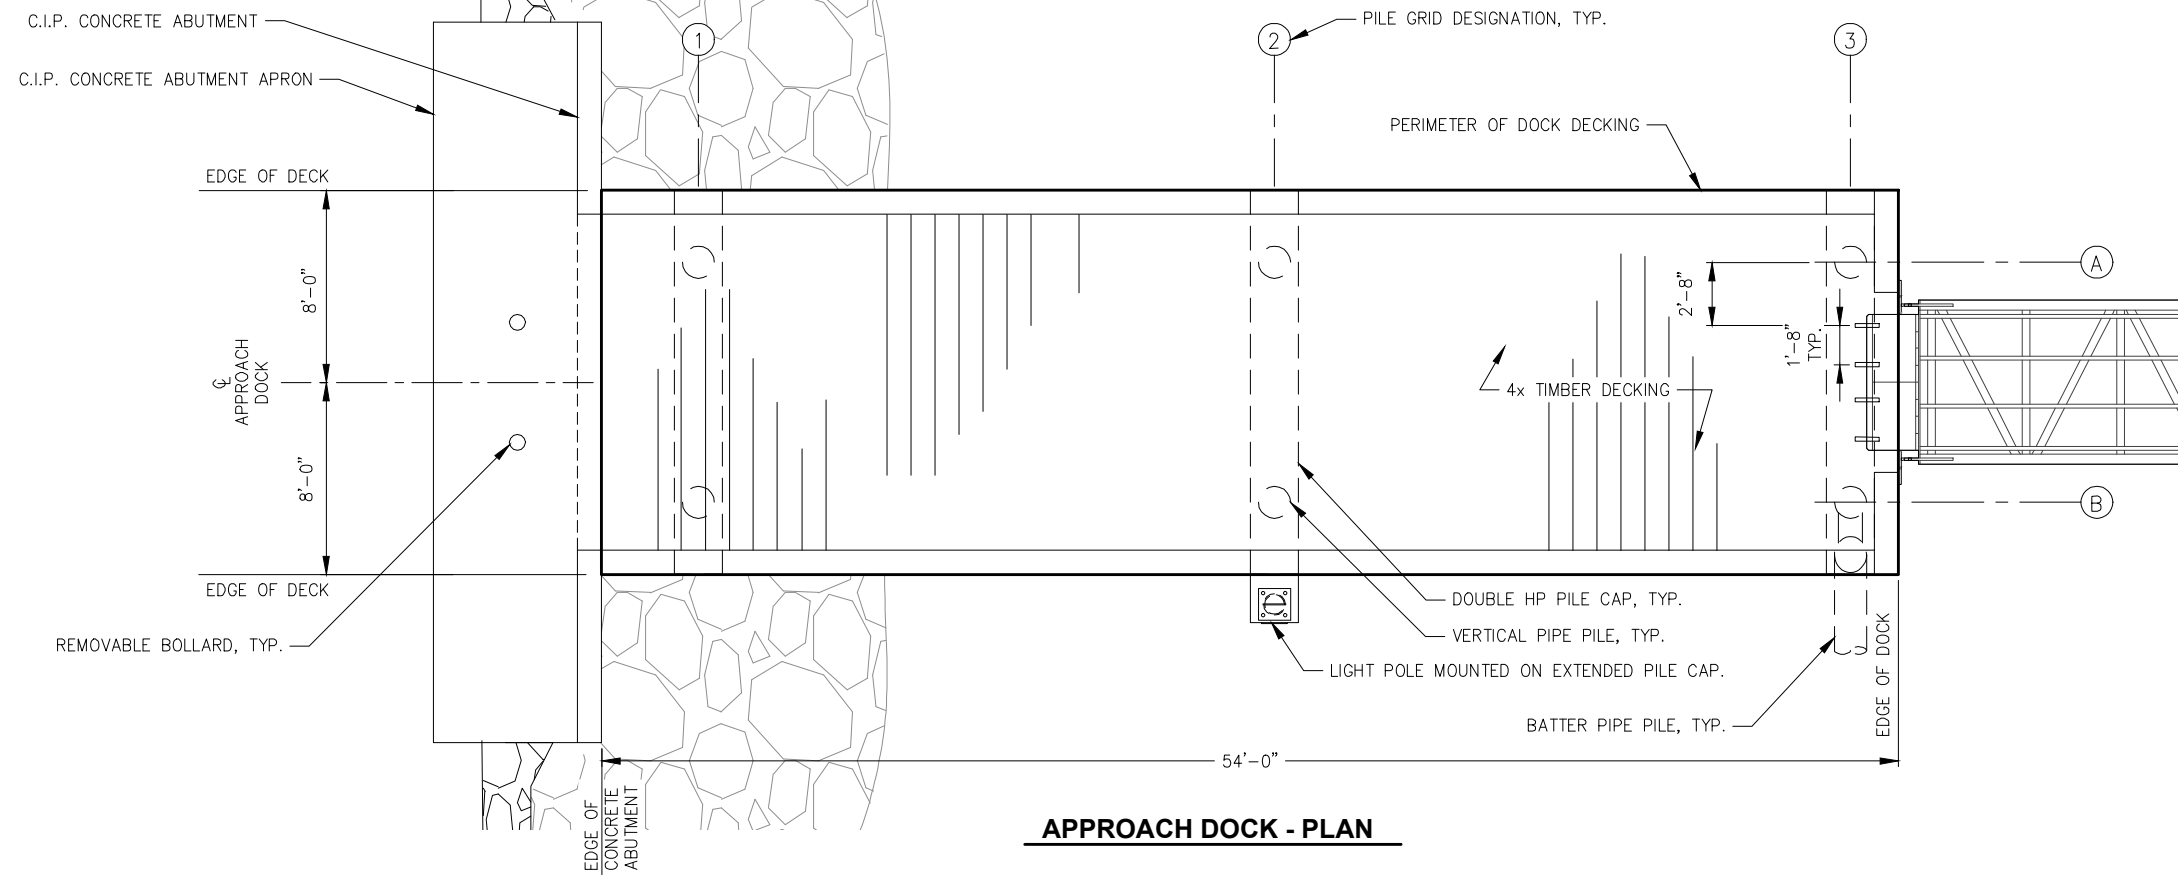 C.I.P. CONCRETE ABUTMENT
C.I.P. CONCRETE ABUTMENT APRON
1
2
3
PILE GRID DESIGNATION, TYP.
PERIMETER OF DOCK DECKING
EDGE OF DECK
8'-0"
℄
APPROACH
DOCK
8'-0"
EDGE OF DECK
REMOVABLE BOLLARD, TYP.
A
2'-8"
1'-8"
TYP.
4x TIMBER DECKING
B
DOUBLE HP PILE CAP, TYP.
VERTICAL PIPE PILE, TYP.
LIGHT POLE MOUNTED ON EXTENDED PILE CAP.
BATTER PIPE PILE, TYP.
EDGE OF DOCK
54'-0"
EDGE OF
CONCRETE
ABUTMENT
APPROACH DOCK - PLAN